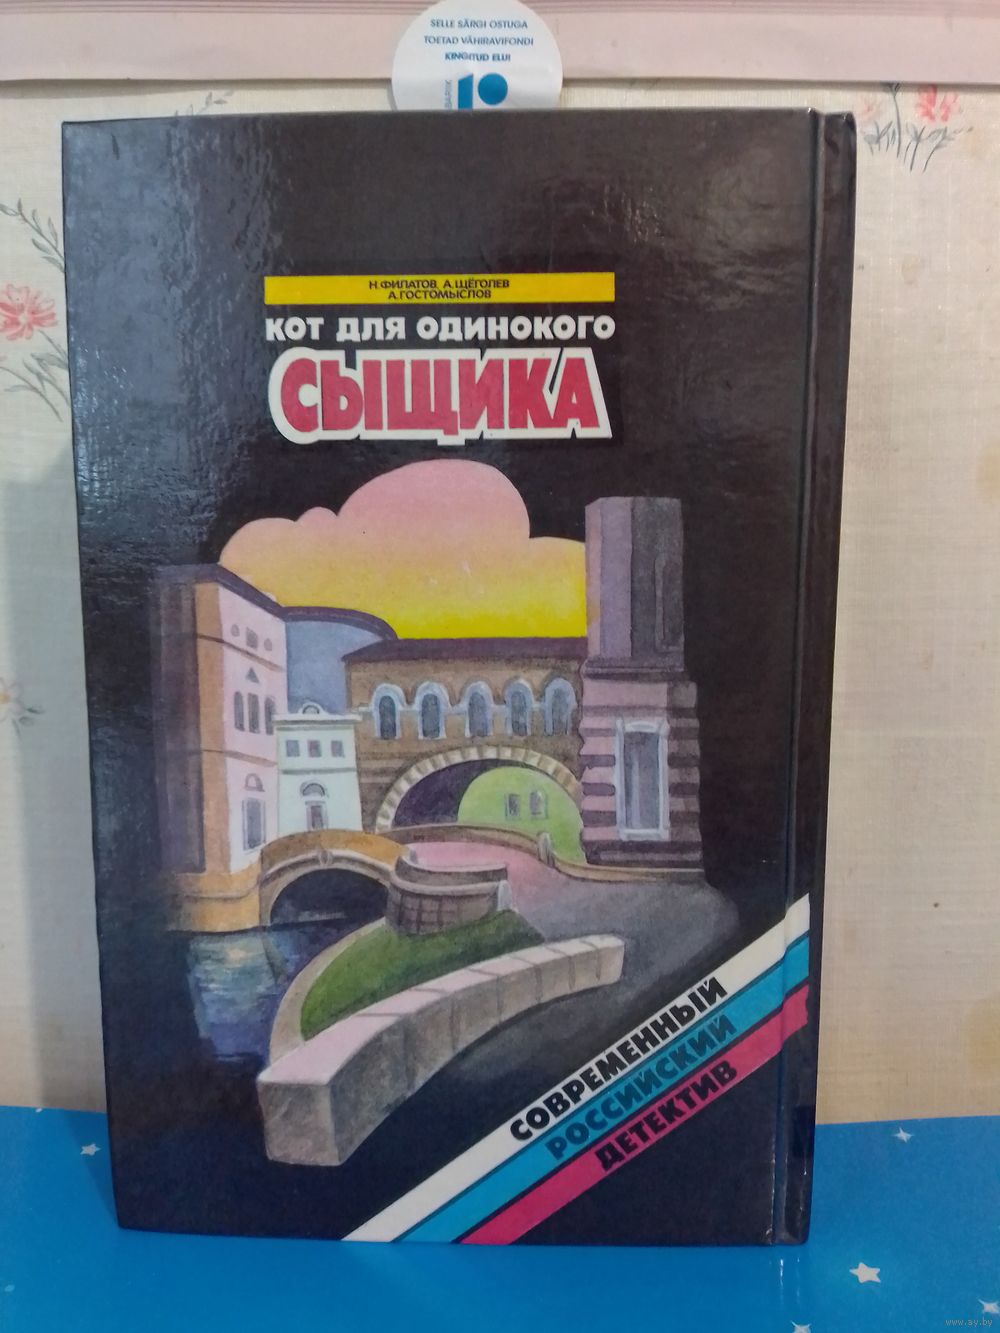 SELLE SÄRGI OSTUGA
TOETAD VÄHIRAVIFONDI
KINGITUD ELU!
10
Н.ФИЛАТОВ, А.ЩЁГОЛЕВ
А.ГОСТОМЫСЛОВ
КОТ ДЛЯ ОДИНОКОГО
СЫЩИКА
СОВРЕМЕННЫЙ
РОССИЙСКИЙ
ДЕТЕКТИВ
www.ay.by